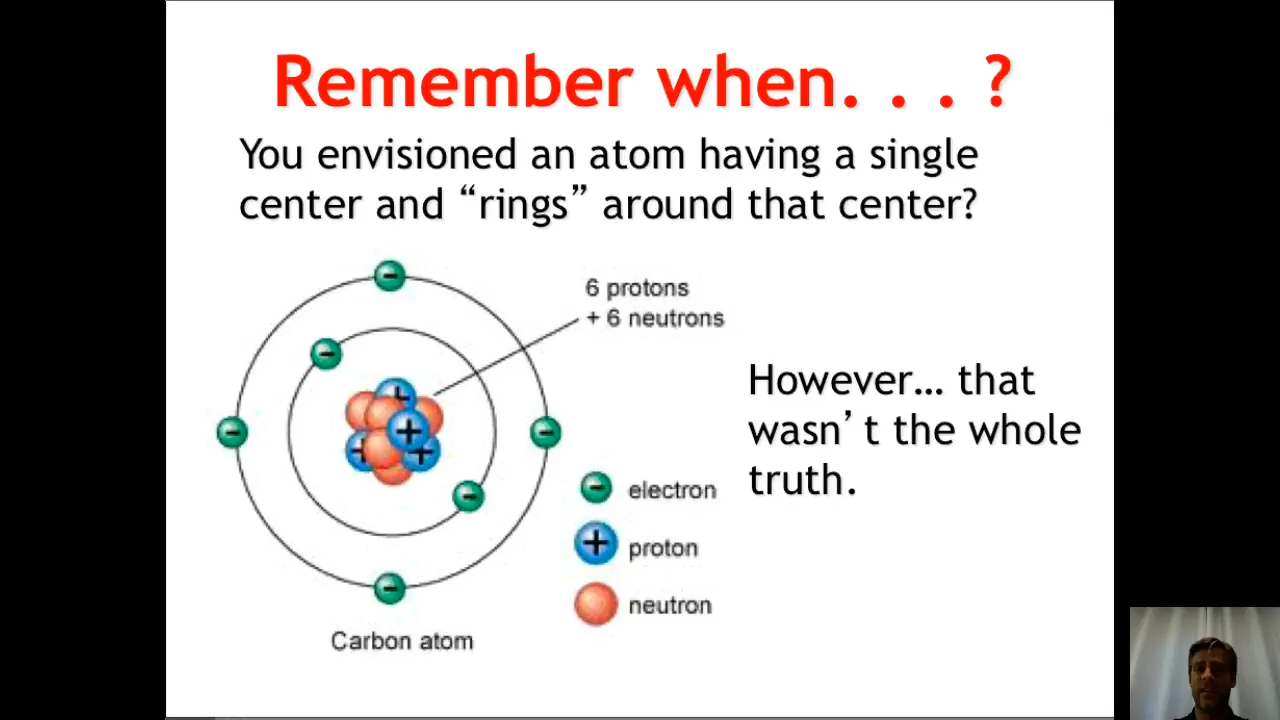 Remember when. . . ?
You envisioned an atom having a single
center and “rings” around that center?
6 protons
+ 6 neutrons
However… that
wasn’t the whole
truth.
- electron
+ proton
neutron
Carbon atom